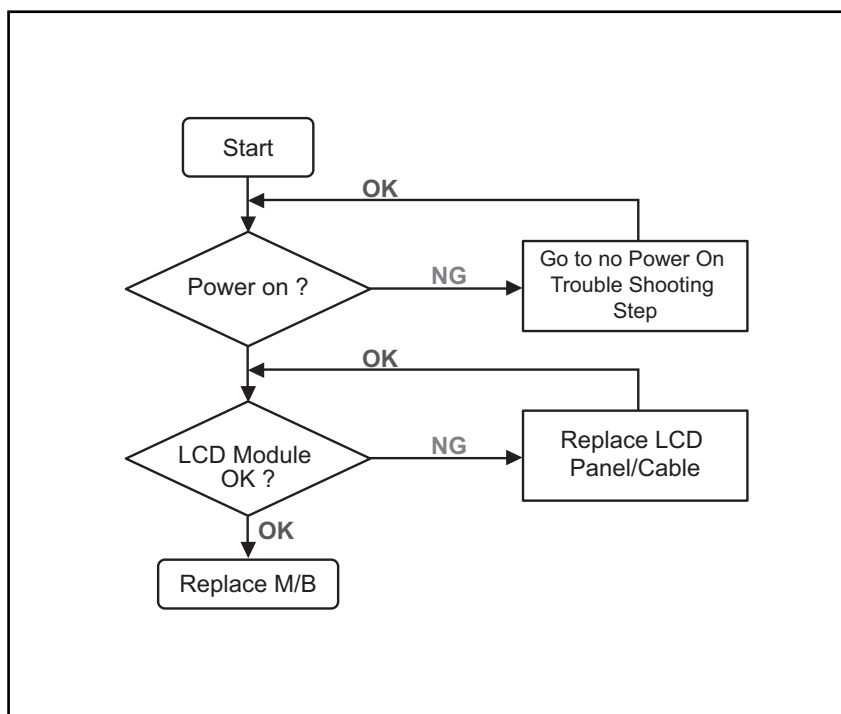 Start
OK
Power on ?
NG
Go to no Power On
Trouble Shooting
Step
OK
LCD Module
OK ?
NG
Replace LCD
Panel/Cable
OK
Replace M/B